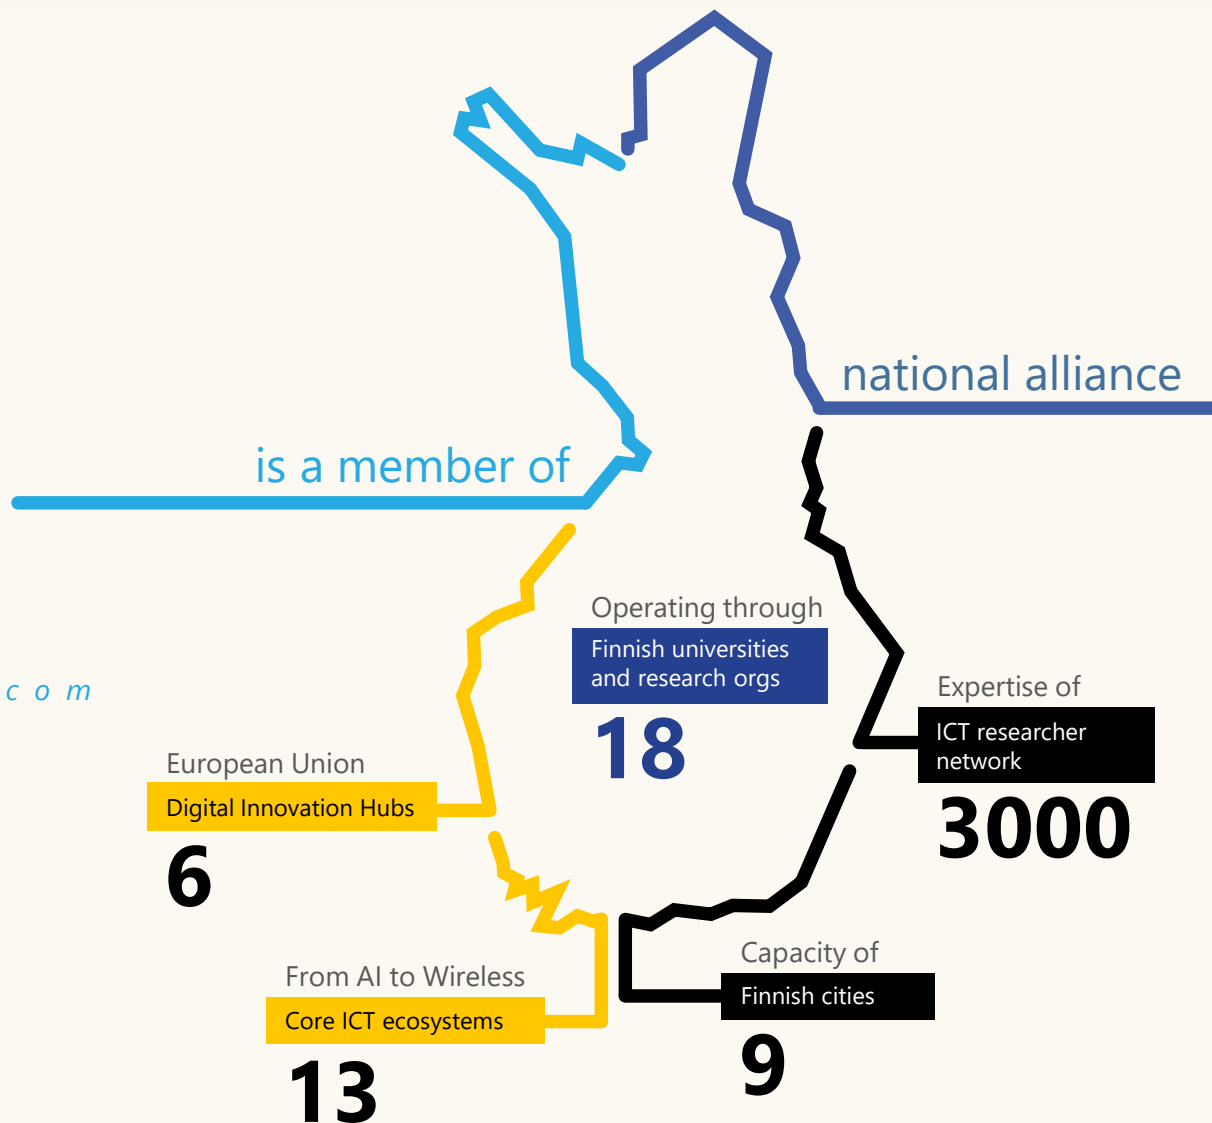 national alliance
is a member of
Operating through
Finnish universities
and research orgs
18
com
Expertise of
ICT researcher
network
3000
European Union
Digital Innovation Hubs
6
Capacity of
Finnish cities
9
From AI to Wireless
Core ICT ecosystems
13